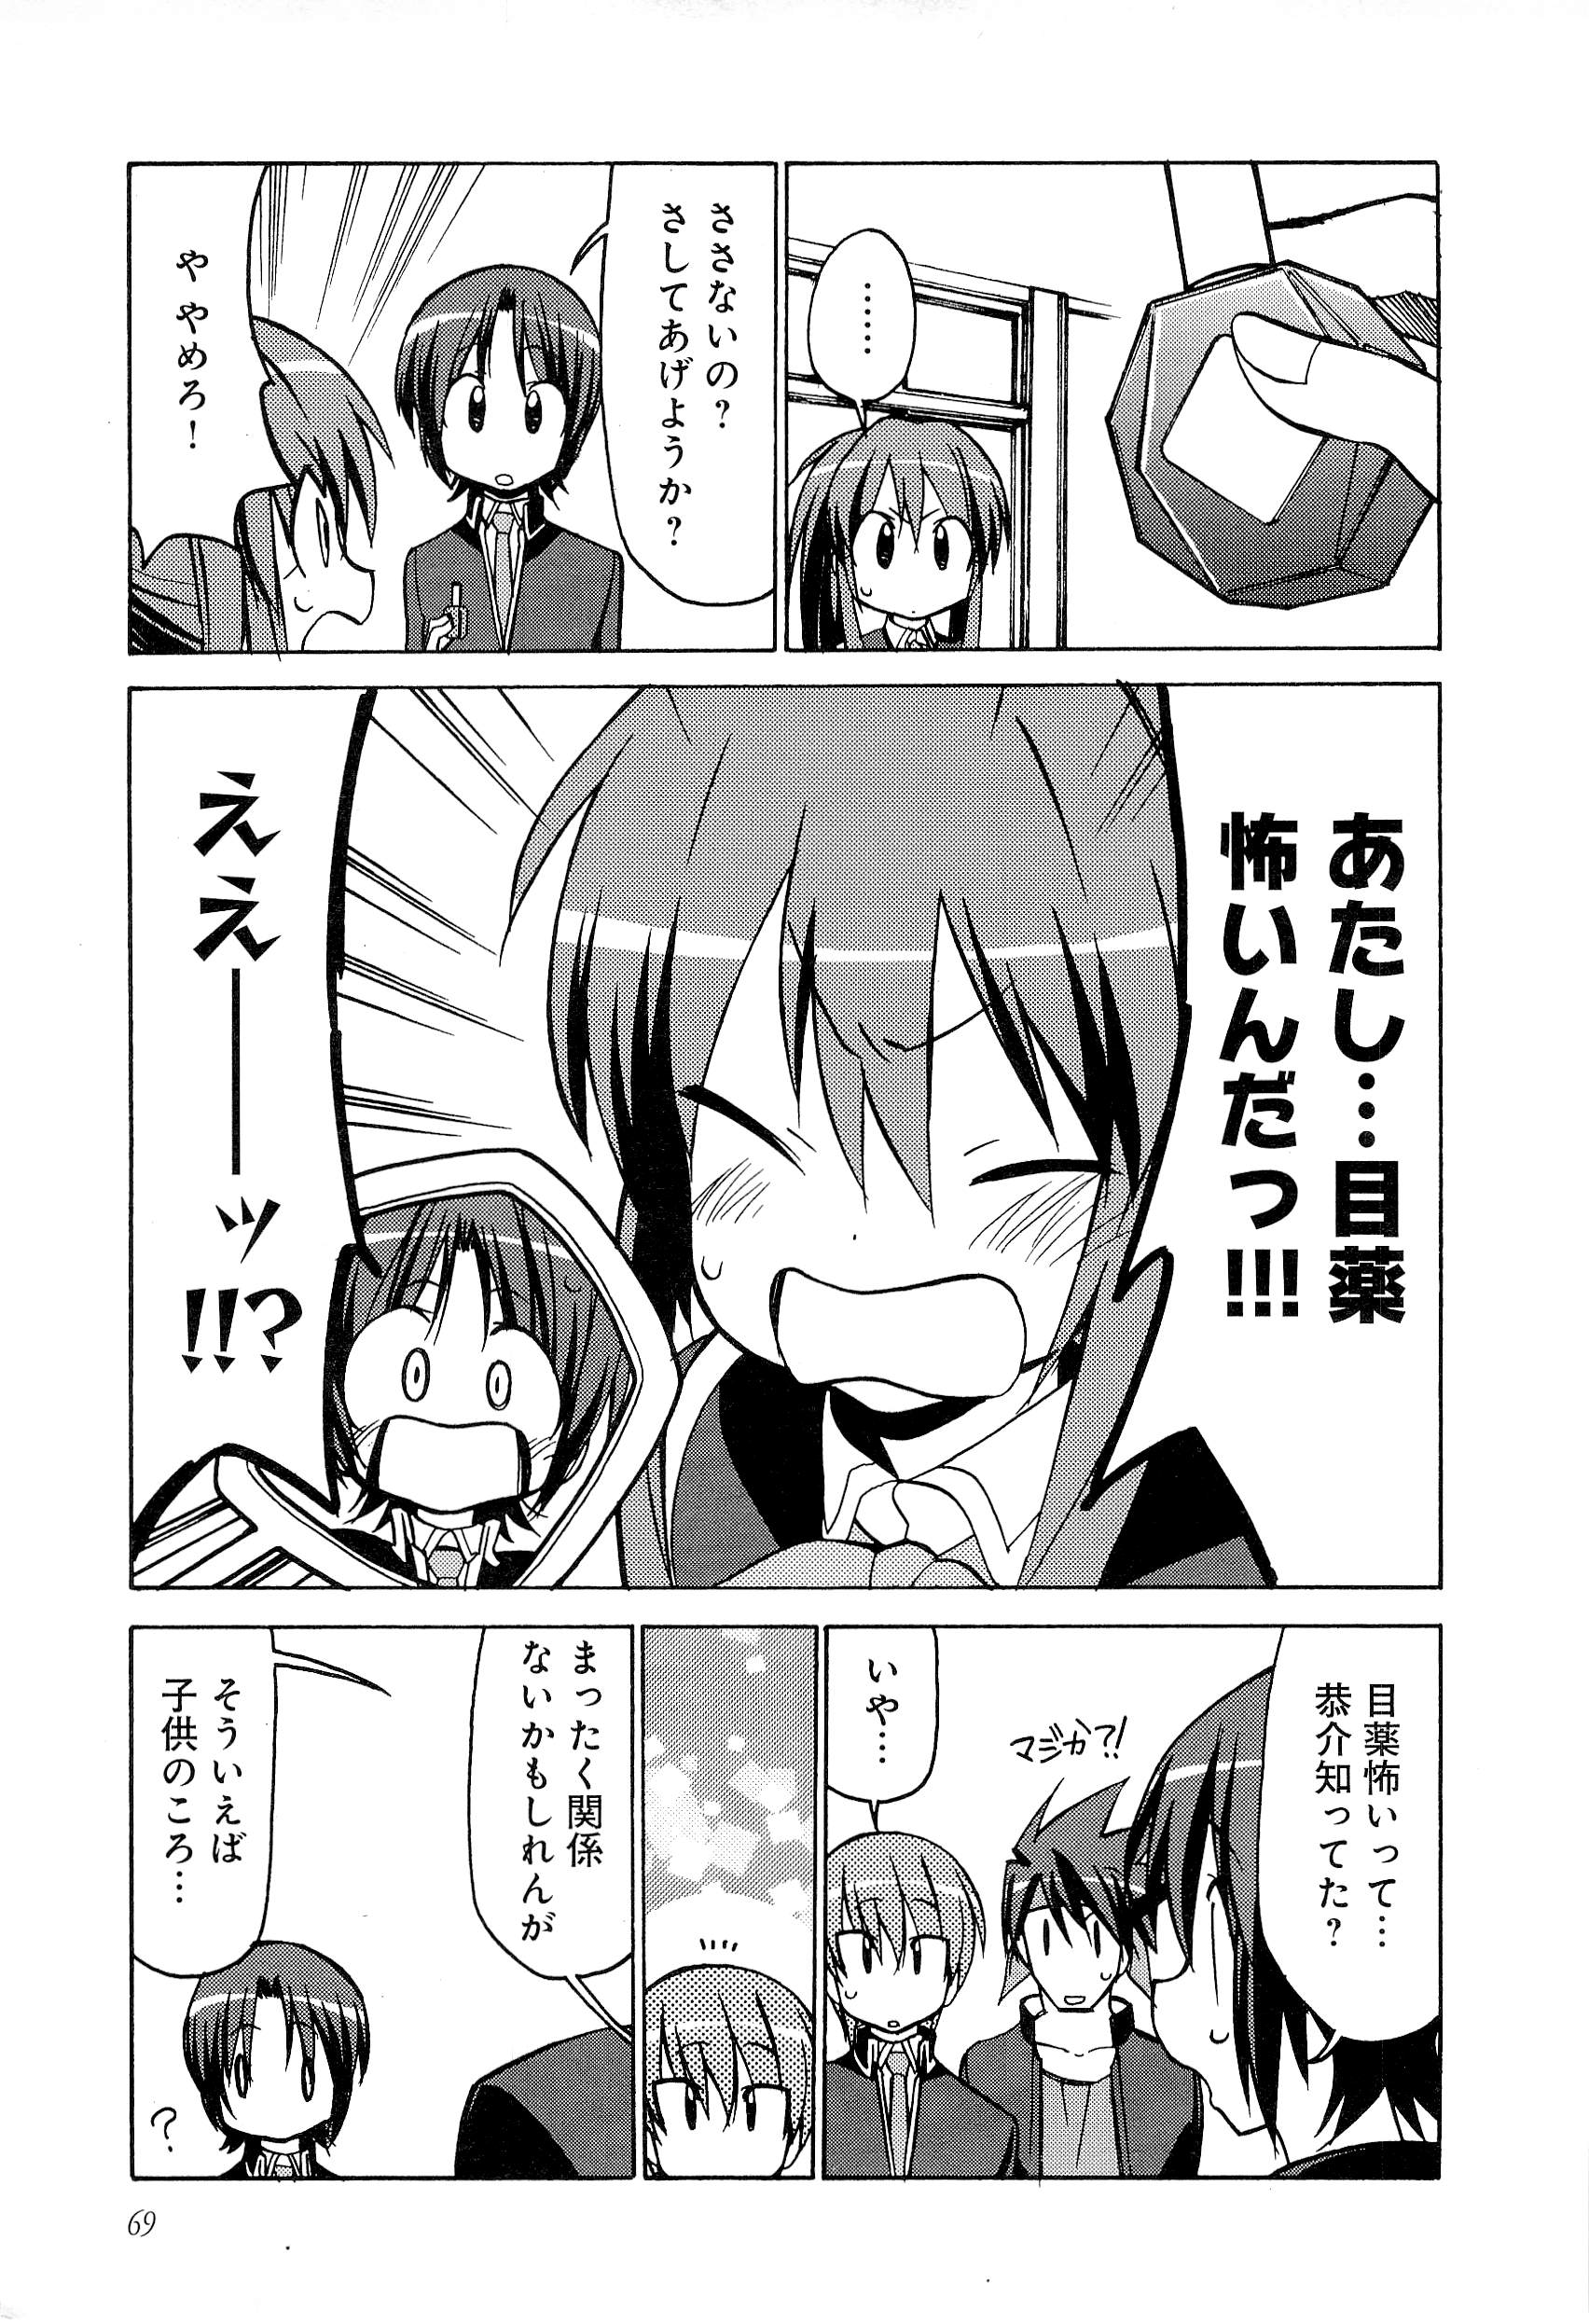 ……
ささないの?
さしてあげようか?
や やめろ!
あたし…目薬
怖いんだっ!!!
ええーーッ!!?
目薬怖いって…
恭介知ってた?
マジか?!
いや…
まったく関係
ないかもしれんが
そういえば
子供のころ…
?
69